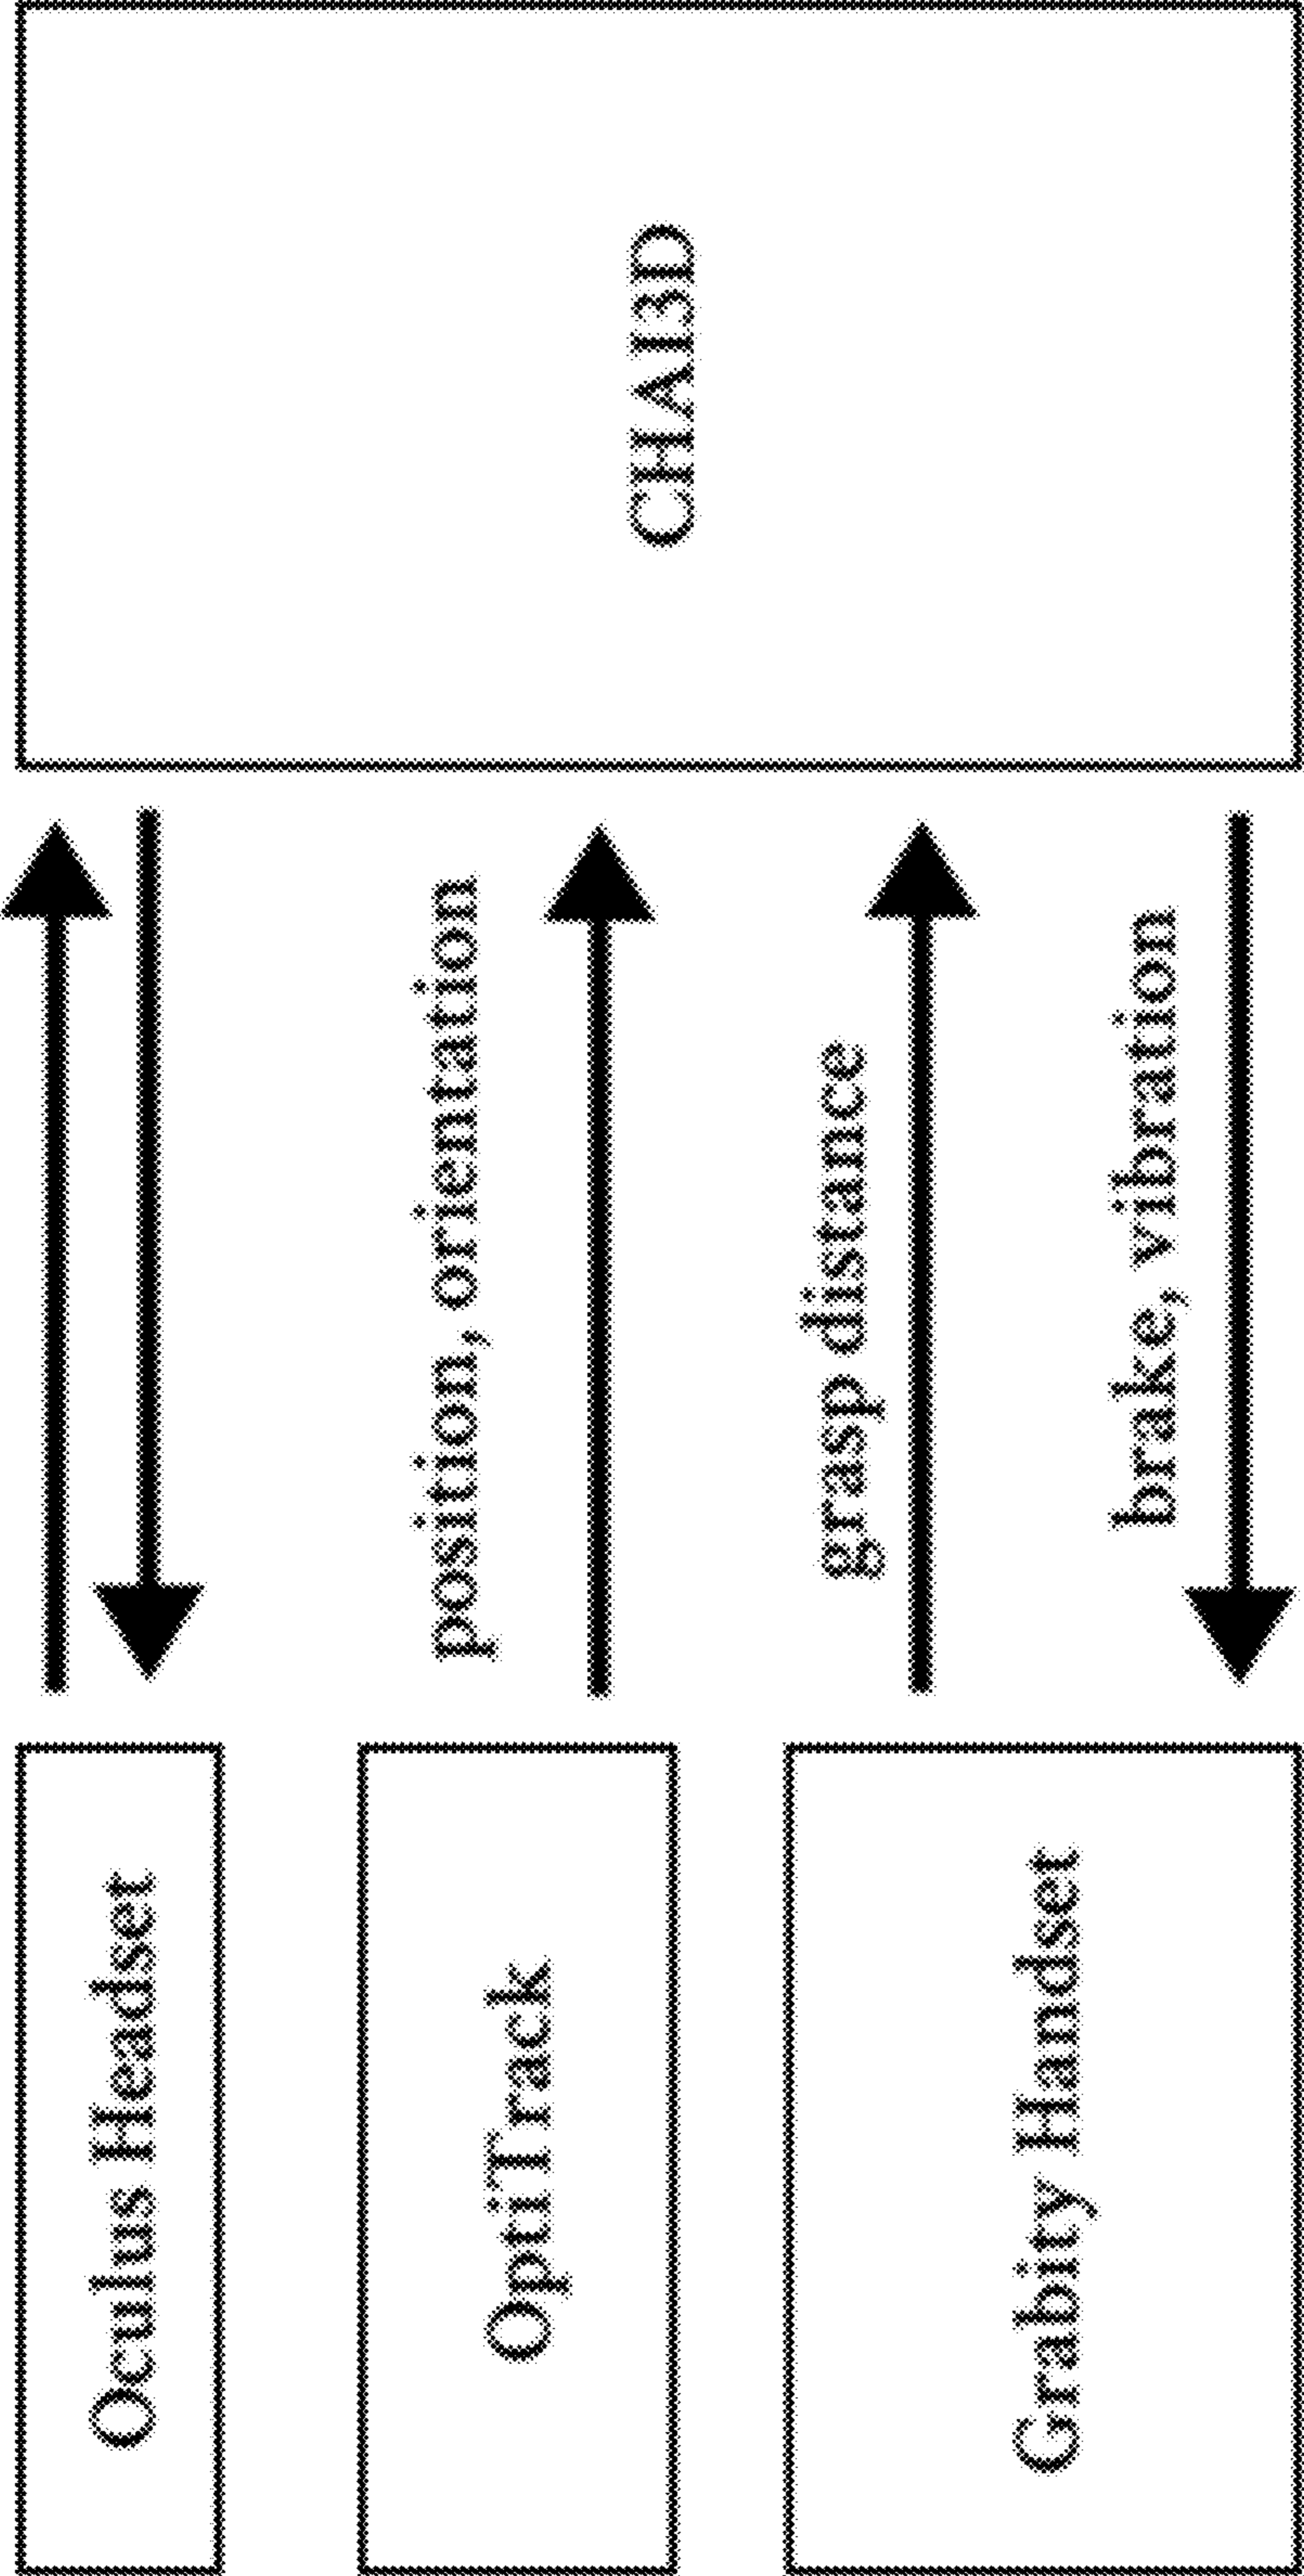 Oculus Headset
position, orientation
OptiTrack
CHAI3D
grasp distance
Grabity Handset
brake, vibration